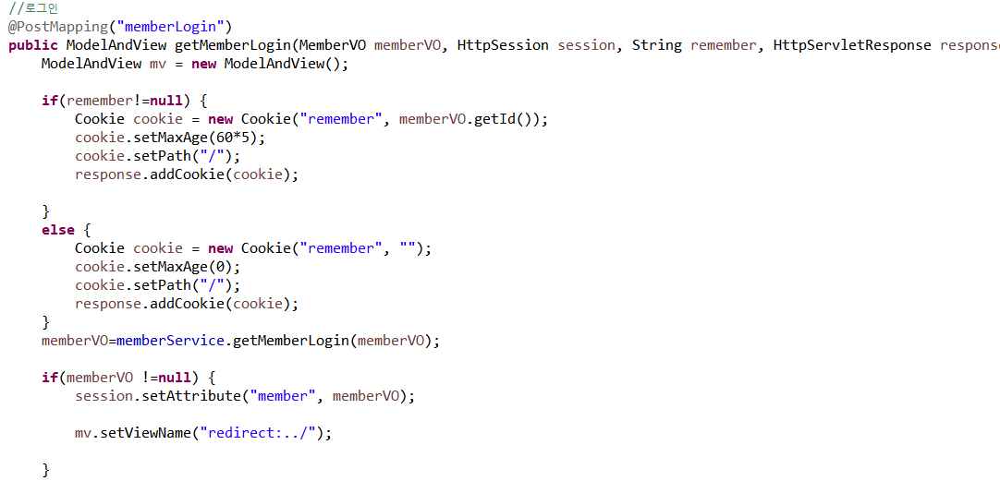 //로그인
@PostMapping("memberLogin")
public ModelAndView getMemberLogin(MemberVO memberVO, HttpSession session, String remember, HttpServletResponse response
    ModelAndView mv = new ModelAndView();
    if(remember!=null) {
        Cookie cookie = new Cookie("remember", memberVO.getId());
        cookie.setMaxAge(60*5);
        cookie.setPath("/");
        response.addCookie(cookie);
    }
    else {
        Cookie cookie = new Cookie("remember", "");
        cookie.setMaxAge(0);
        cookie.setPath("/");
        response.addCookie(cookie);
    }
    memberVO=memberService.getMemberLogin(memberVO);
    if(memberVO !=null) {
        session.setAttribute("member", memberVO);
        mv.setViewName("redirect:../");
    }